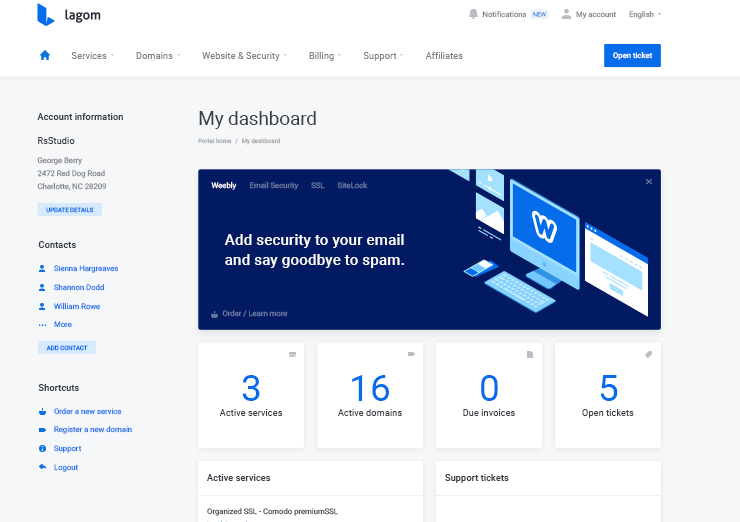 lagom
Notifications NEW My account English
Services Domains Website & Security Billing Support Affiliates Open ticket
Account information
RsStudio
George Berry
2472 Red Dog Road
Charlotte, NC 28209
UPDATE DETAILS
Contacts
Sienna Hargreaves
Shannon Dodd
William Rowe
More
ADD CONTACT
Shortcuts
Order a new service
Register a new domain
Support
Logout
My dashboard
Portal home / My dashboard
Weebly Email Security SSL SiteLock
Add security to your email
and say goodbye to spam.
Order / Learn more
3
Active services
16
Active domains
0
Due invoices
5
Open tickets
Active services
Organized SSL - Comodo premiumSSL
Support tickets